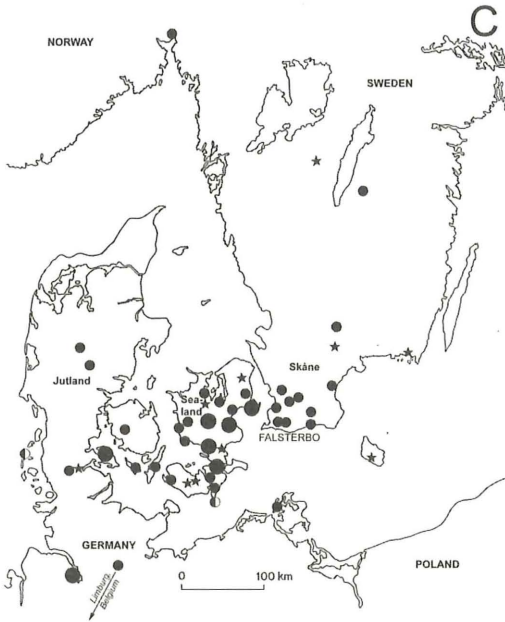 C
NORWAY
SWEDEN
Jutland
Sea-
land
Skåne
FALSTERBO
GERMANY
Limburg,
Belgium
0 100 km
POLAND